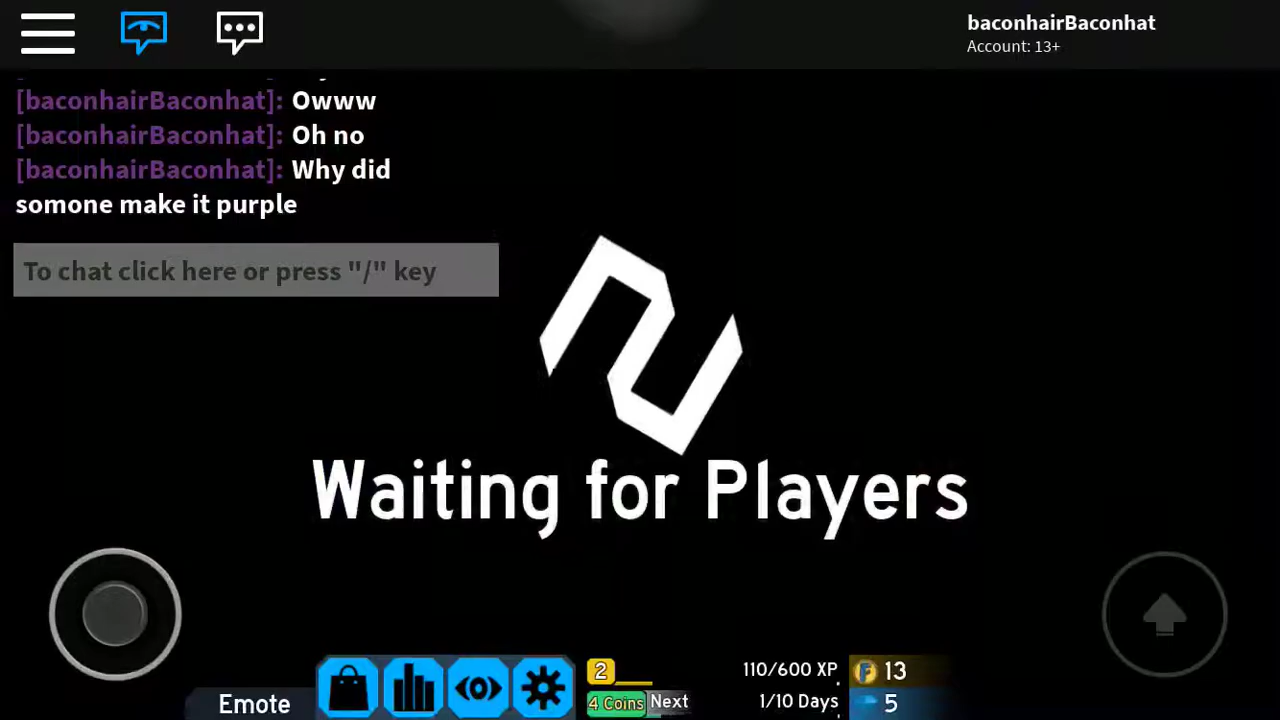 baconhairBaconhat
Account: 13+
[baconhairBaconhat]: Owww
[baconhairBaconhat]: Oh no
[baconhairBaconhat]: Why did
somone make it purple
To chat click here or press "/" key
Waiting for Players
Emote
2
110/600 XP
13
4 Coins Next
1/10 Days
5